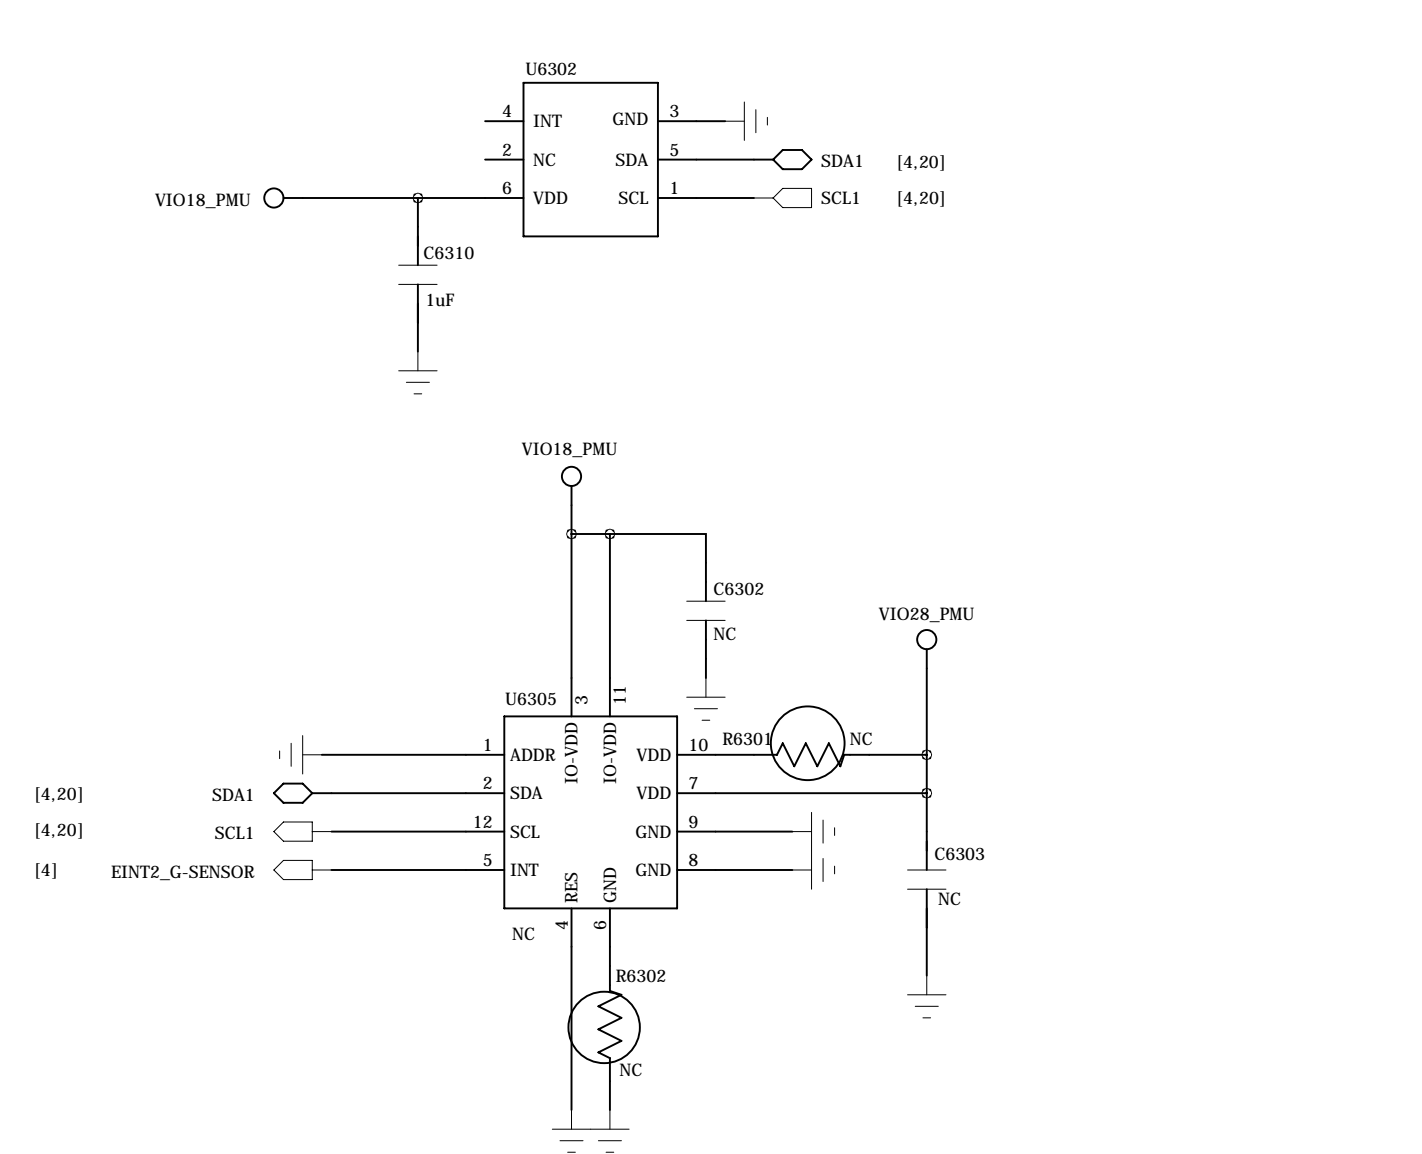 U6302
4 INT GND 3
2 NC SDA 5 SDA1 [4,20]
VIO18_PMU 6 VDD SCL 1 SCL1 [4,20]
C6310
1uF
VIO18_PMU
C6302
NC
VIO28_PMU
U6305 3 11
IO-VDD IO-VDD
1 ADDR VDD 10 R6301 NC
[4,20] SDA1 2 SDA VDD 7
[4,20] SCL1 12 SCL GND 9
C6303
[4] EINT2_G-SENSOR 5 INT GND 8
NC
RES GND
NC 4 6
R6302
NC